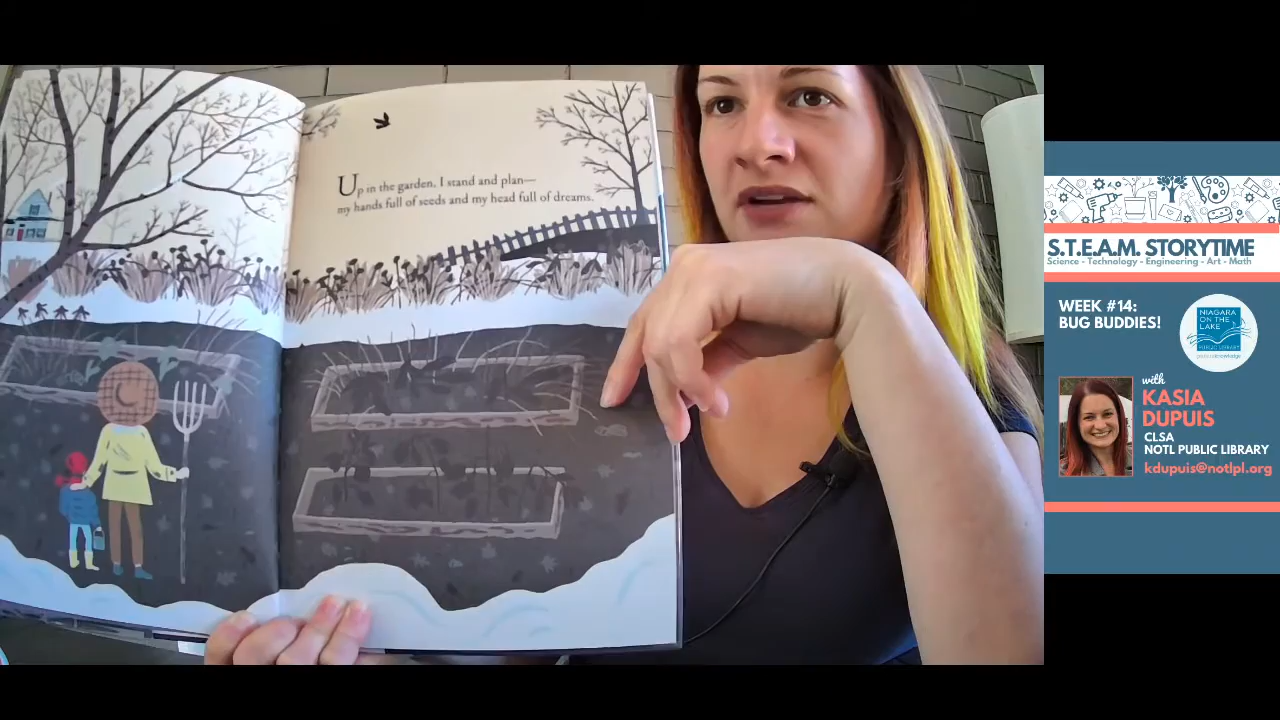 Up in the garden, I stand and plan—
my hands full of seeds and my head full of dreams.
S.T.E.A.M. STORYTIME
Science - Technology - Engineering - Art - Math
WEEK #14:
BUG BUDDIES!
NIAGARA
ON THE
LAKE
PUBLIC LIBRARY
with
KASIA
DUPUIS
CLSA
NOTL PUBLIC LIBRARY
kdupuis@notlpl.org